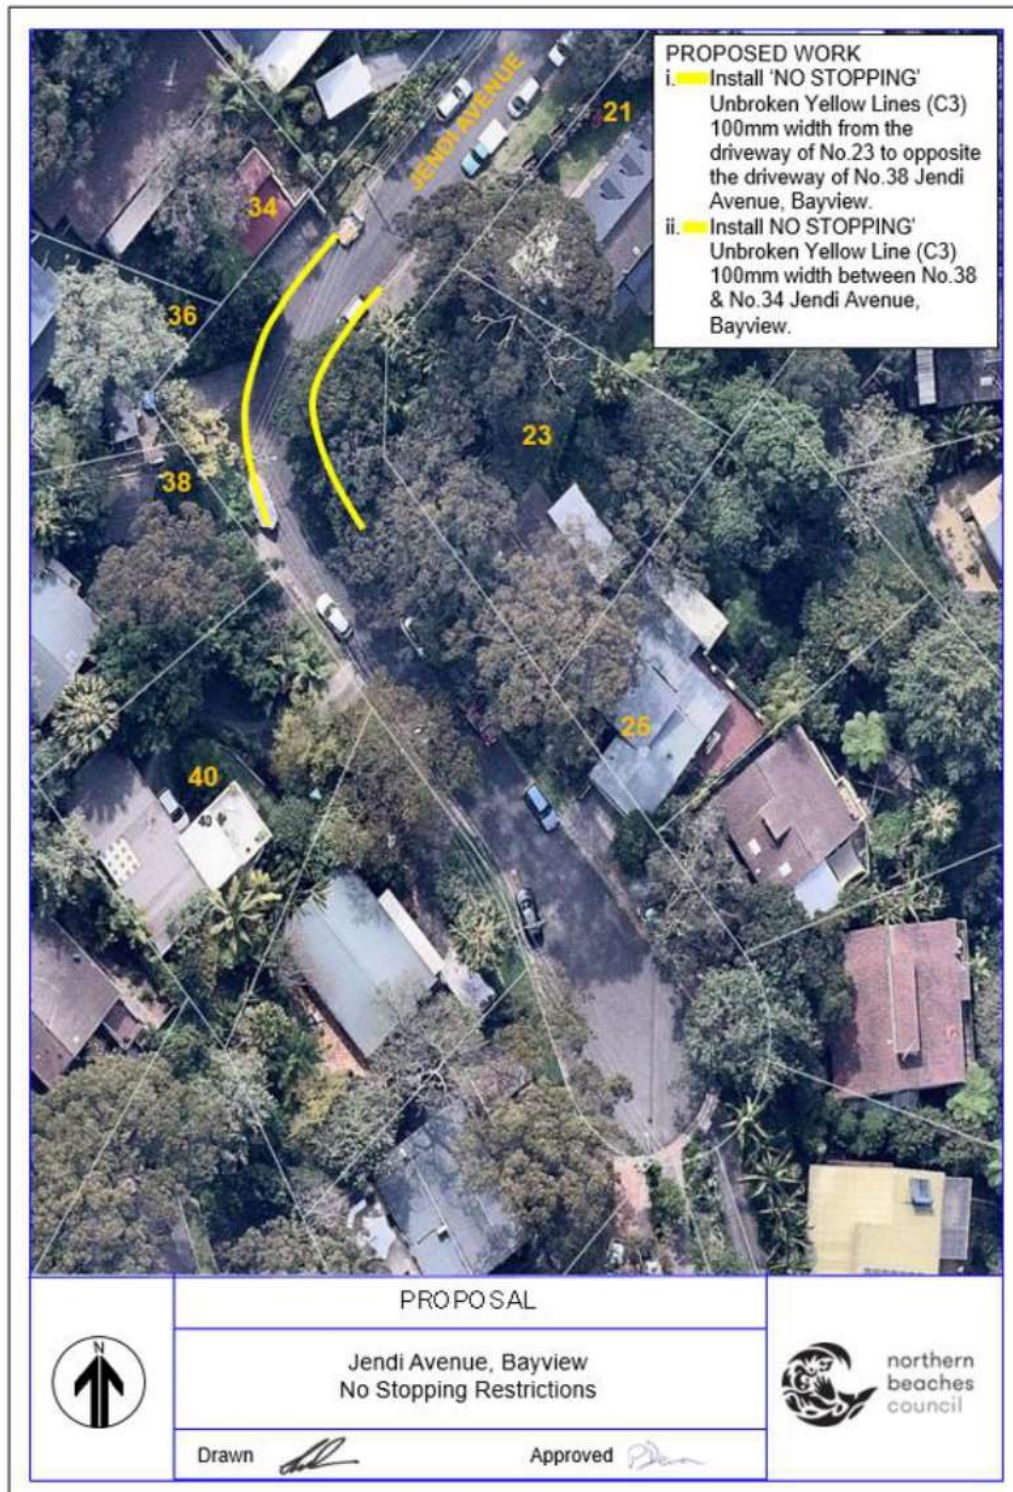 PROPOSED WORK
i. Install 'NO STOPPING'
Unbroken Yellow Lines (C3)
100mm width from the
driveway of No.23 to opposite
the driveway of No.38 Jendi
Avenue, Bayview.
ii. Install NO STOPPING'
Unbroken Yellow Line (C3)
100mm width between No.38
& No.34 Jendi Avenue,
Bayview.
JENDI AVENUE
21
34
36
23
38
25
40
40
PROPOSAL
N
Jendi Avenue, Bayview
No Stopping Restrictions
northern
beaches
council
Drawn
Approved